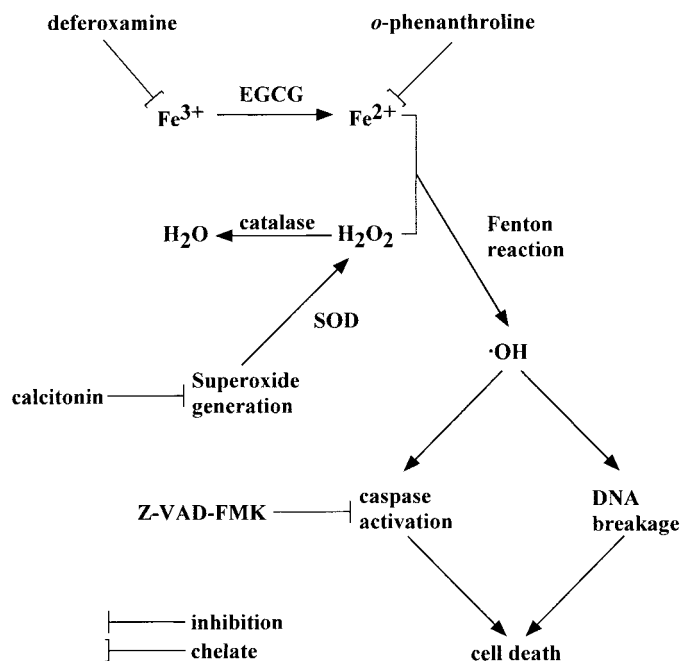 deferoxamine
o-phenanthroline
EGCG
Fe3+
Fe2+
catalase
H2O
H2O2
Fenton
reaction
SOD
·OH
calcitonin
Superoxide
generation
Z-VAD-FMK
caspase
activation
DNA
breakage
inhibition
chelate
cell death